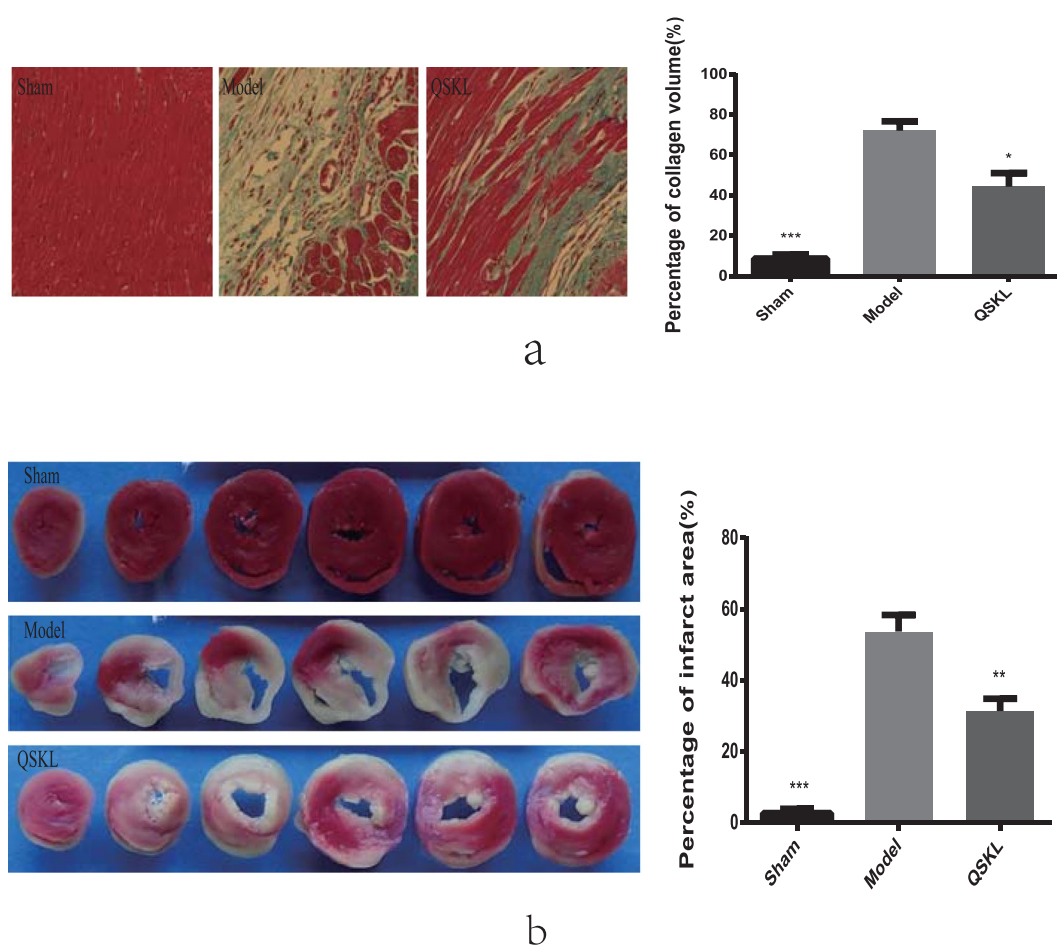 Sham
Model
QSKL
Percentage of collagen volume(%)
100
80
60
40
20
0
***
*
Sham
Model
QSKL
a
Sham
Model
QSKL
Percentage of infarct area(%)
80
60
40
20
0
***
**
Sham
Model
QSKL
b